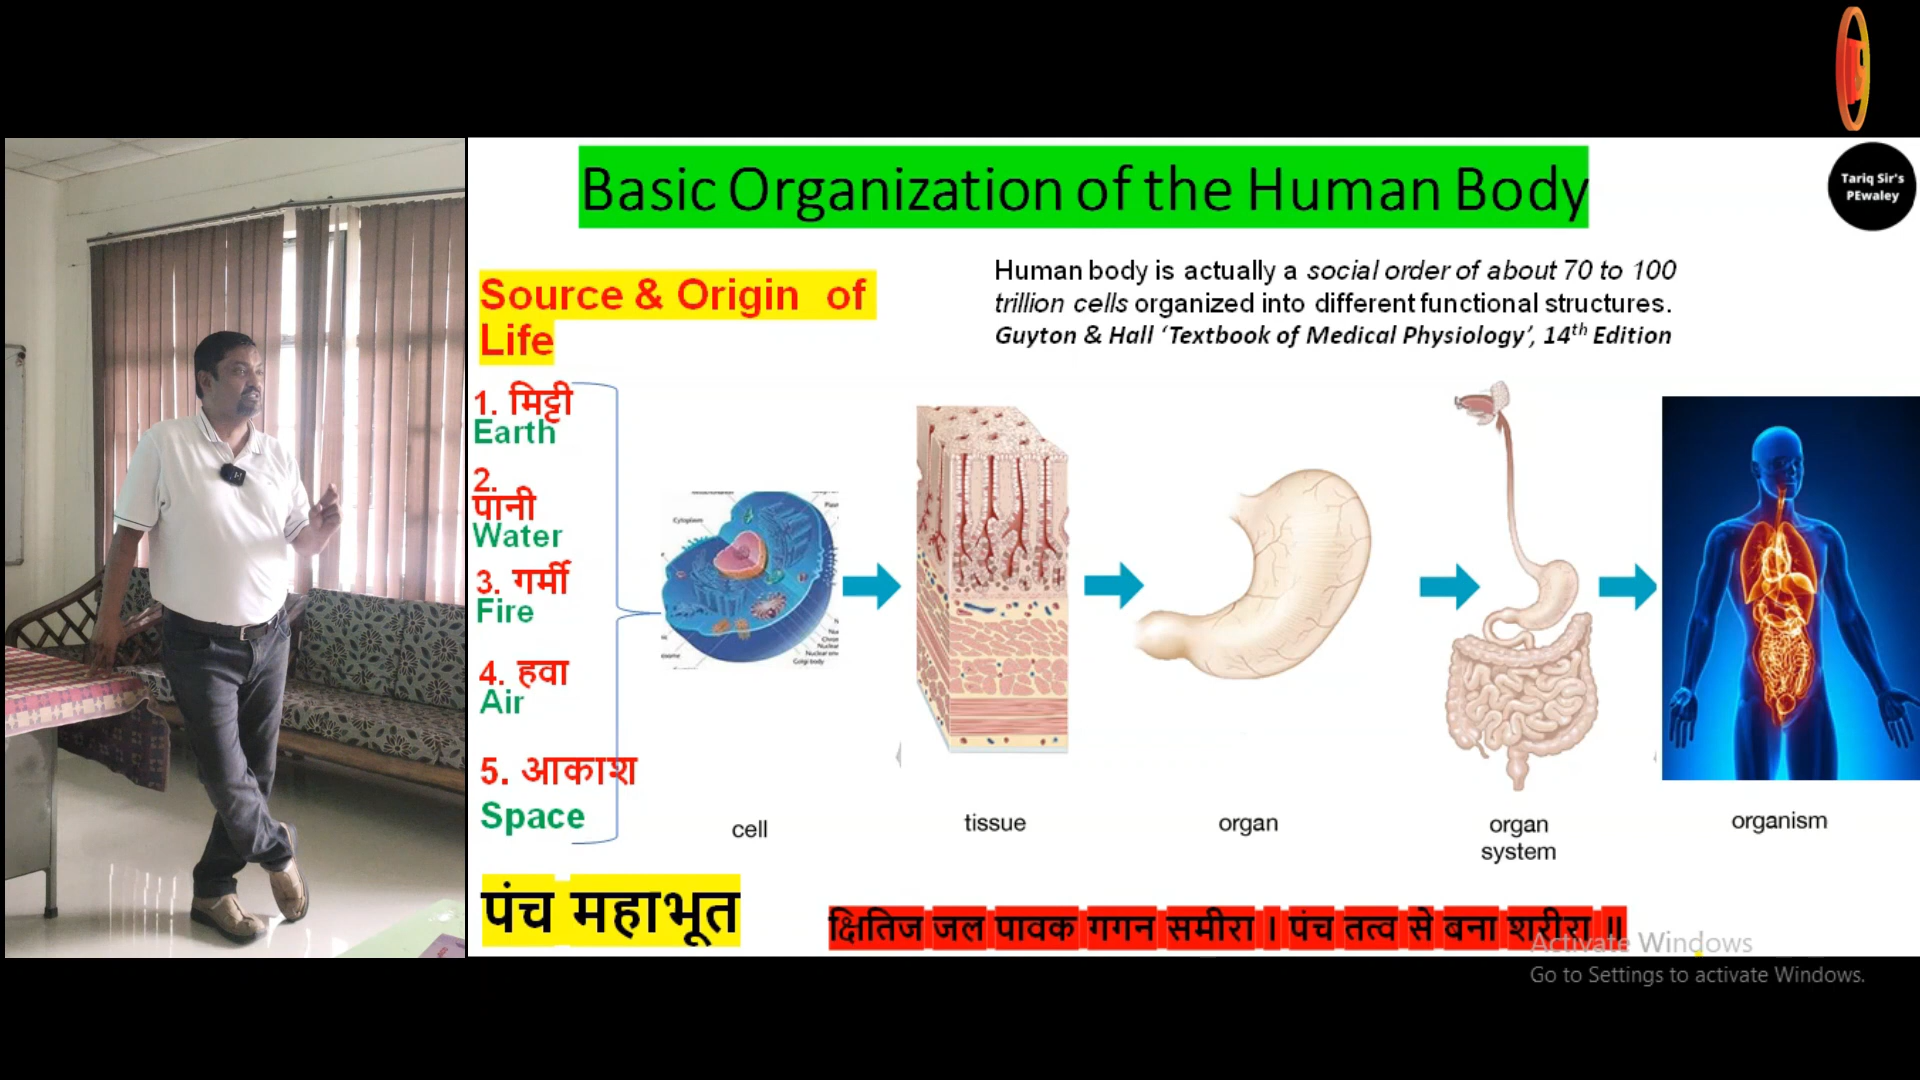 Tariq Sir's
PEwaley
Basic Organization of the Human Body
Human body is actually a social order of about 70 to 100
trillion cells organized into different functional structures.
Guyton & Hall ‘Textbook of Medical Physiology’, 14th Edition
Source & Origin of
Life
1. मिट्टी
Earth
2.
पानी
Water
3. गर्मी
Fire
4. हवा
Air
5. आकाश
Space
Cytoplasm
Golgi body
cell
tissue
organ
organ
system
organism
पंच महाभूत
क्षितिज जल पावक गगन समीरा । पंच तत्व से बना शरीरा ॥
Activate Windows
Go to Settings to activate Windows.